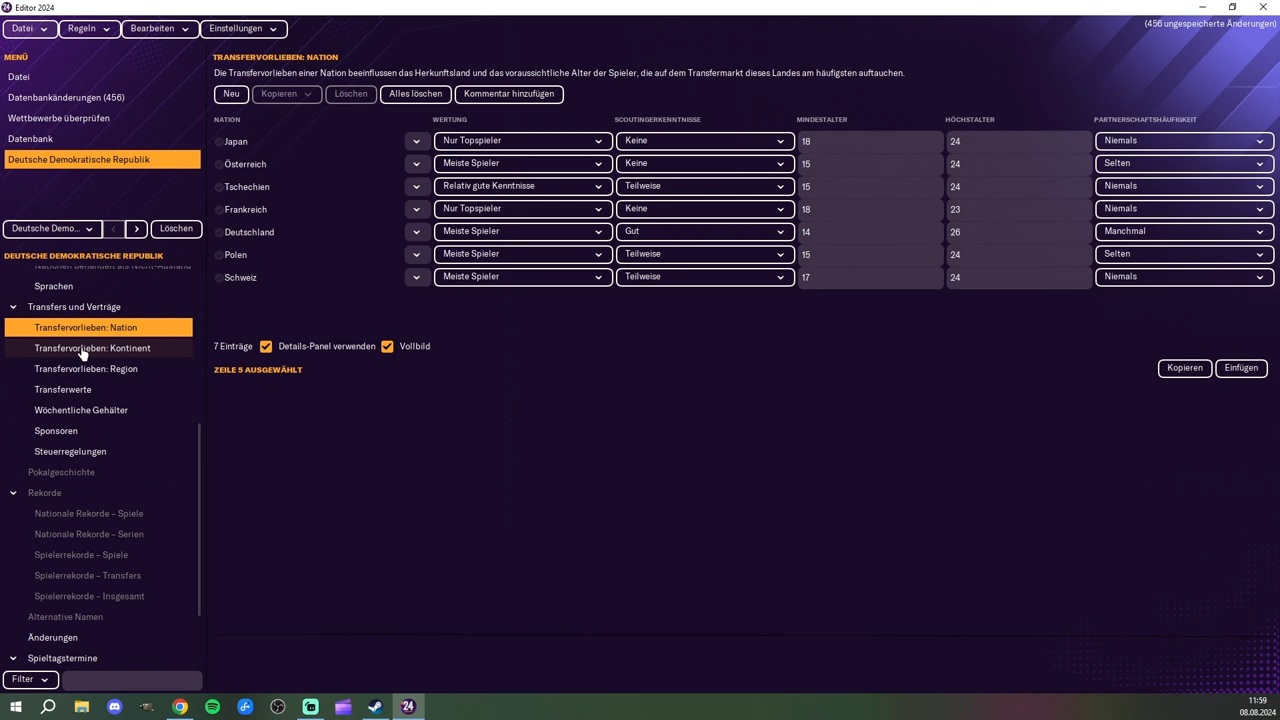 Editor 2024
Datei Regeln Bearbeiten Einstellungen (456 ungespeicherte Änderungen)
MENÜ
Datei
Datenbankänderungen (456)
Wettbewerbe überprüfen
Datenbank
Deutsche Demokratische Republik
Deutsche Demo... Löschen
DEUTSCHE DEMOKRATISCHE REPUBLIK
Nationen behandelt als Nicht-Ausland
Sprachen
Transfers und Verträge
Transfervorlieben: Nation
Transfervorlieben: Kontinent
Transfervorlieben: Region
Transferwerte
Wöchentliche Gehälter
Sponsoren
Steuerregelungen
Pokalgeschichte
Rekorde
Nationale Rekorde – Spiele
Nationale Rekorde – Serien
Spielerrekorde – Spiele
Spielerrekorde – Transfers
Spielerrekorde – Insgesamt
Alternative Namen
Änderungen
Spieltagstermine
Filter
TRANSFERVORLIEBEN: NATION
Die Transfervorlieben einer Nation beeinflussen das Herkunftsland und das voraussichtliche Alter der Spieler, die auf dem Transfermarkt dieses Landes am häufigsten auftauchen.
Neu Kopieren Löschen Alles löschen Kommentar hinzufügen
NATION WERTUNG SCOUTINGERKENNTNISSE MINDESTALTER HÖCHSTALTER PARTNERSCHAFTSHÄUFIGKEIT
Japan Nur Topspieler Keine 18 24 Niemals
Österreich Meiste Spieler Keine 15 24 Selten
Tschechien Relativ gute Kenntnisse Teilweise 15 24 Niemals
Frankreich Nur Topspieler Keine 18 23 Niemals
Deutschland Meiste Spieler Gut 14 26 Manchmal
Polen Meiste Spieler Teilweise 15 24 Selten
Schweiz Meiste Spieler Teilweise 17 24 Niemals
7 Einträge Details-Panel verwenden Vollbild
ZEILE 5 AUSGEWÄHLT Kopieren Einfügen
24
11:59
08.08.2024